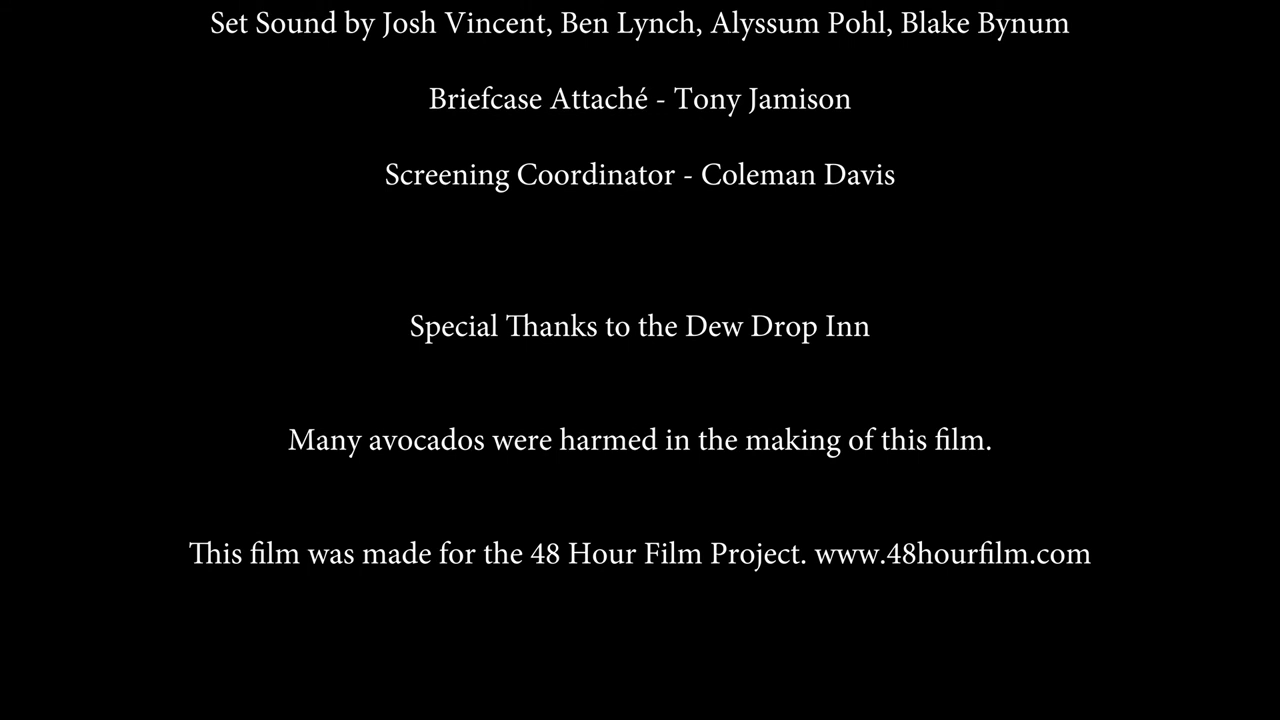 Set Sound by Josh Vincent, Ben Lynch, Alyssum Pohl, Blake Bynum
Briefcase Attaché - Tony Jamison
Screening Coordinator - Coleman Davis
Special Thanks to the Dew Drop Inn
Many avocados were harmed in the making of this film.
This film was made for the 48 Hour Film Project. www.48hourfilm.com